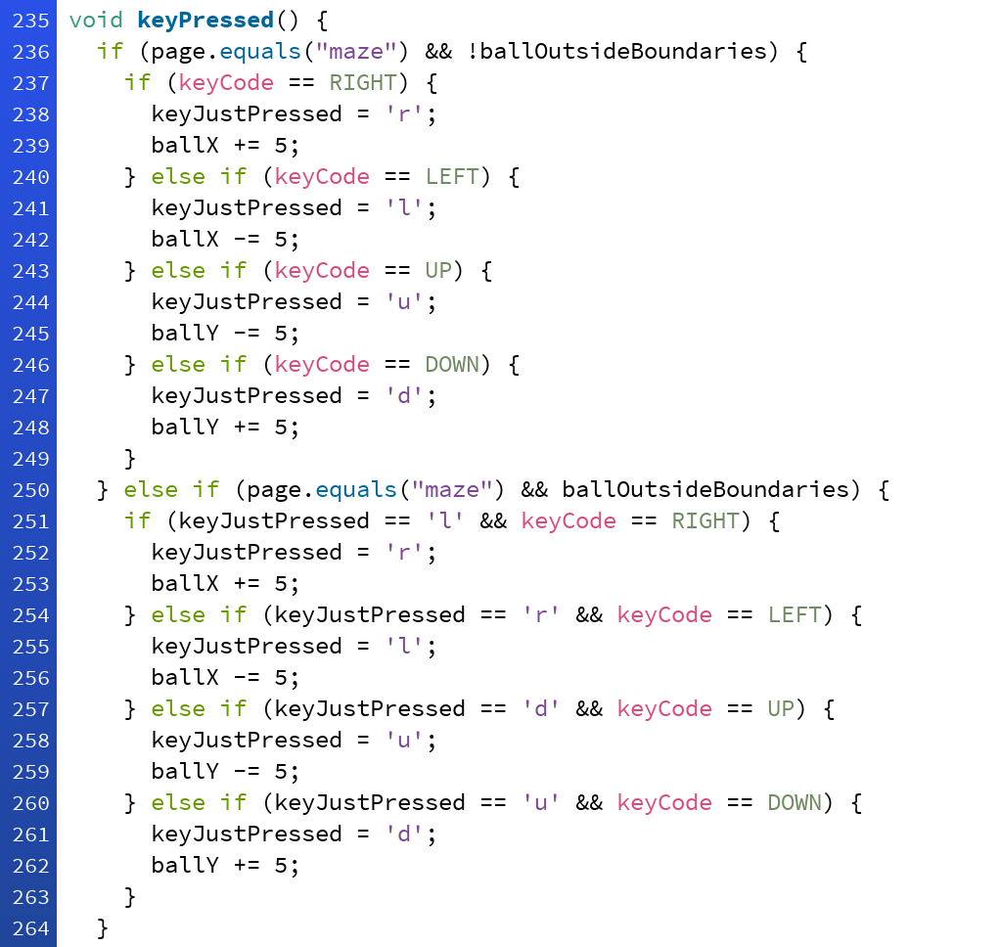 235 void keyPressed() {
236   if (page.equals("maze") && !ballOutsideBoundaries) {
237     if (keyCode == RIGHT) {
238       keyJustPressed = 'r';
239       ballX += 5;
240     } else if (keyCode == LEFT) {
241       keyJustPressed = 'l';
242       ballX -= 5;
243     } else if (keyCode == UP) {
244       keyJustPressed = 'u';
245       ballY -= 5;
246     } else if (keyCode == DOWN) {
247       keyJustPressed = 'd';
248       ballY += 5;
249     }
250   } else if (page.equals("maze") && ballOutsideBoundaries) {
251     if (keyJustPressed == 'l' && keyCode == RIGHT) {
252       keyJustPressed = 'r';
253       ballX += 5;
254     } else if (keyJustPressed == 'r' && keyCode == LEFT) {
255       keyJustPressed = 'l';
256       ballX -= 5;
257     } else if (keyJustPressed == 'd' && keyCode == UP) {
258       keyJustPressed = 'u';
259       ballY -= 5;
260     } else if (keyJustPressed == 'u' && keyCode == DOWN) {
261       keyJustPressed = 'd';
262       ballY += 5;
263     }
264   }